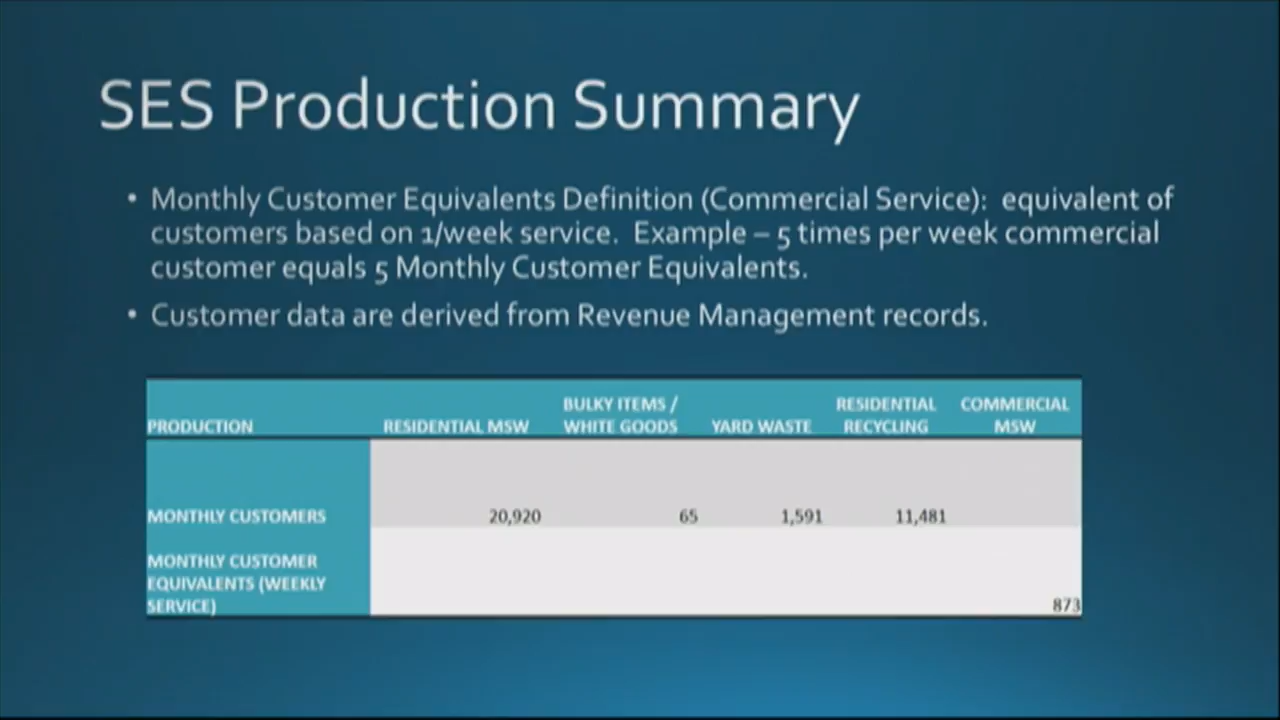 SES Production Summary
• Monthly Customer Equivalents Definition (Commercial Service):  equivalent of
customers based on 1/week service.  Example – 5 times per week commercial
customer equals 5 Monthly Customer Equivalents.
• Customer data are derived from Revenue Management records.
BULKY ITEMS / RESIDENTIAL COMMERCIAL
PRODUCTION RESIDENTIAL MSW WHITE GOODS YARD WASTE RECYCLING MSW
MONTHLY CUSTOMERS 20,920 65 1,591 11,481
MONTHLY CUSTOMER
EQUIVALENTS (WEEKLY
SERVICE) 873